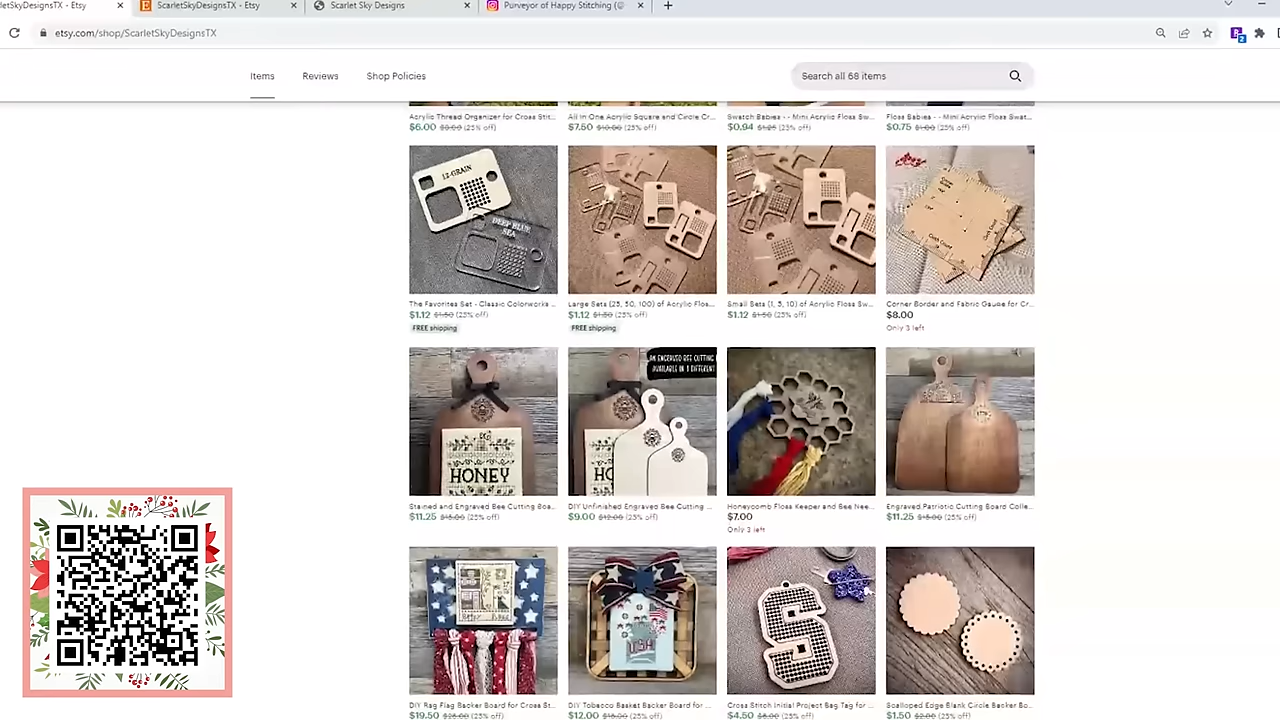 rletSkyDesignsTX - Etsy
ScarletSkyDesignsTX - Etsy
Scarlet Sky Designs
Purveyor of Happy Stitching (@
etsy.com/shop/ScarletSkyDesignsTX
2
Items
Reviews
Shop Policies
Search all 68 items
Acrylic Thread Organizer for Cross Stit...
All in One Acrylic Square and Circle Cr...
Swatch Babies - - Mini Acrylic Floss Sw...
Floss Babies - - Mini Acrylic Floss Swat...
$6.00 $8.00 (25% off)
$7.50 $10.00 (25% off)
$0.94 $1.25 (25% off)
$0.75 $1.00 (25% off)
12-GRAIN
DEEP BLUE SEA
The Favorites Set - Classic Colorworks ...
Large Sets (25, 50, 100) of Acrylic Flos...
Small Sets (1, 5, 10) of Acrylic Floss Sw...
Corner Border and Fabric Gauge for Cr...
$1.12 $1.50 (25% off)
$1.12 $1.50 (25% off)
$1.12 $1.50 (25% off)
$8.00
FREE shipping
FREE shipping
Only 3 left
AN ENGRAVED BEE CUTTING
AVAILABLE IN 3 DIFFERENT
HONEY
HO
Stained and Engraved Bee Cutting Boa...
DIY Unfinished Engraved Bee Cutting ...
Honeycomb Floss Keeper and Bee Nee...
Engraved Patriotic Cutting Board Colle...
$11.25 $15.00 (25% off)
$9.00 $12.00 (25% off)
$7.00
$11.25 $15.00 (25% off)
Only 3 left
DIY Rag Flag Backer Board for Cross St...
DIY Tobacco Basket Backer Board for ...
Cross Stitch Initial Project Bag Tag for ...
Scalloped Edge Blank Circle Backer Bo...
$19.50 $26.00 (25% off)
$12.00 $16.00 (25% off)
$4.50 $6.00 (25% off)
$1.50 $2.00 (25% off)